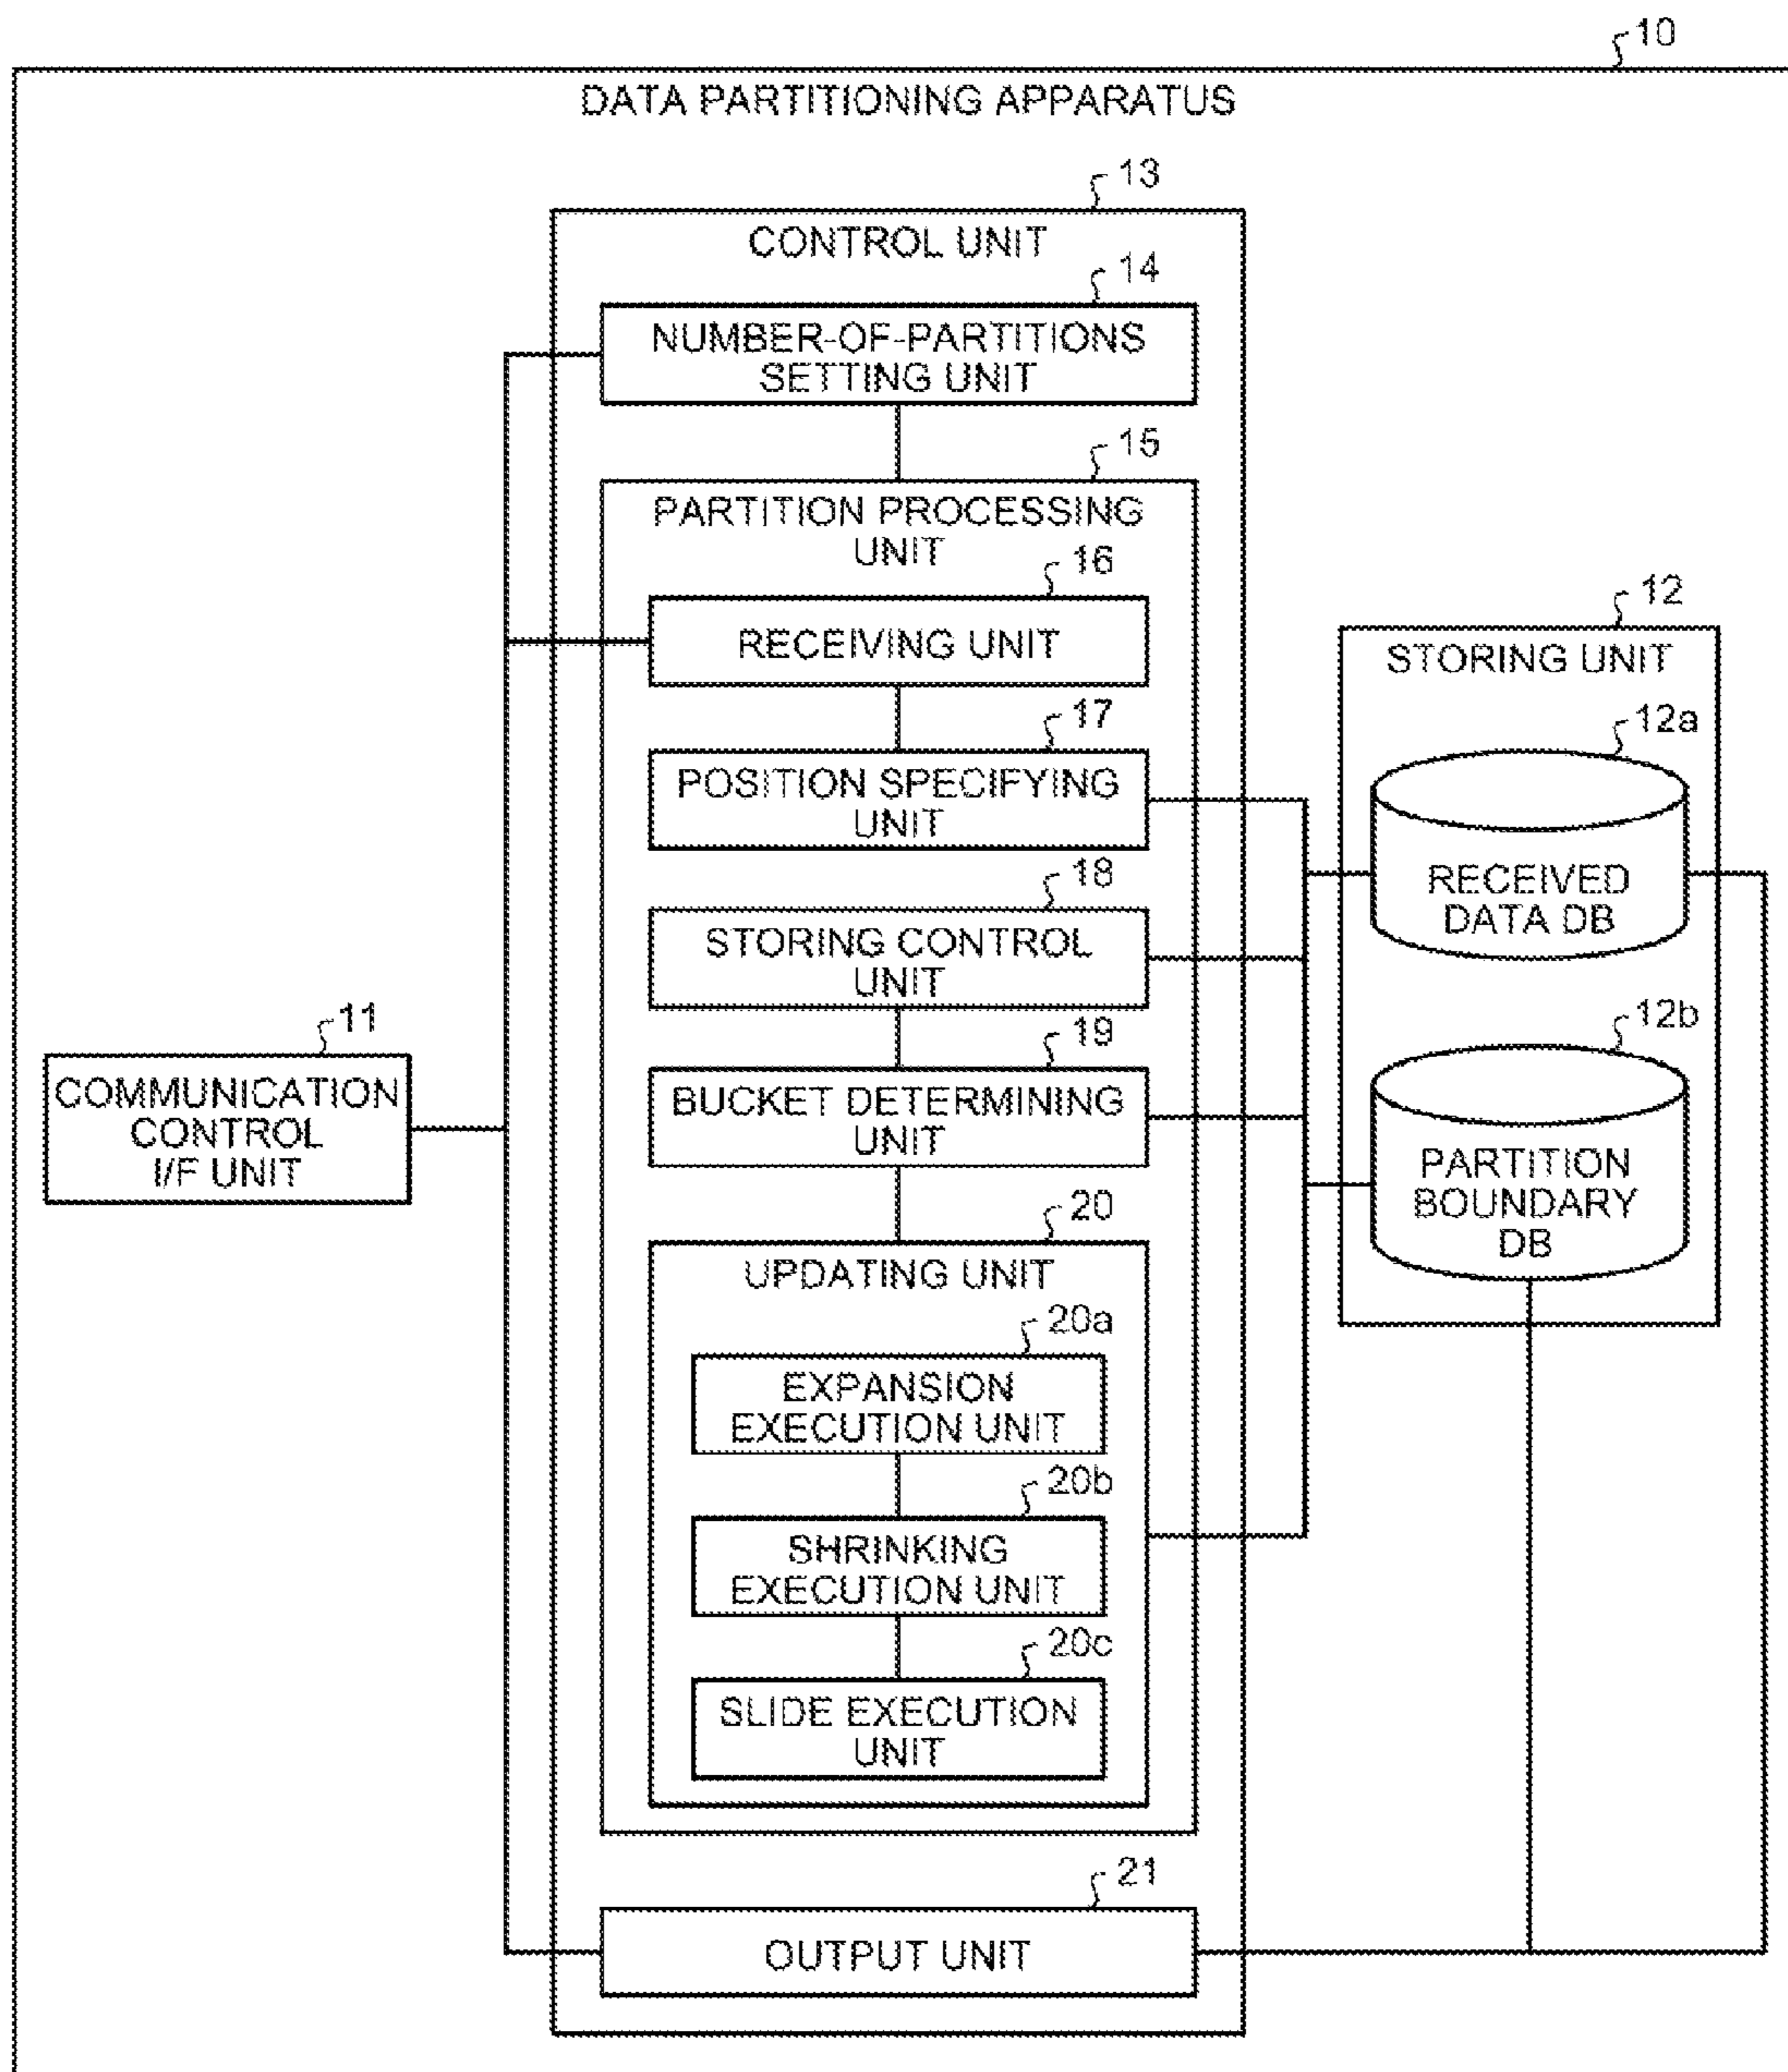 10
DATA PARTITIONING APPARATUS
13
CONTROL UNIT
14
NUMBER-OF-PARTITIONS
SETTING UNIT
15
PARTITION PROCESSING
UNIT
16
RECEIVING UNIT
17
POSITION SPECIFYING
UNIT
18
STORING CONTROL
UNIT
19
BUCKET DETERMINING
UNIT
20
UPDATING UNIT
20a
EXPANSION
EXECUTION UNIT
20b
SHRINKING
EXECUTION UNIT
20c
SLIDE EXECUTION
UNIT
21
OUTPUT UNIT
11
COMMUNICATION
CONTROL
I/F UNIT
12
STORING UNIT
12a
RECEIVED
DATA DB
12b
PARTITION
BOUNDARY
DB